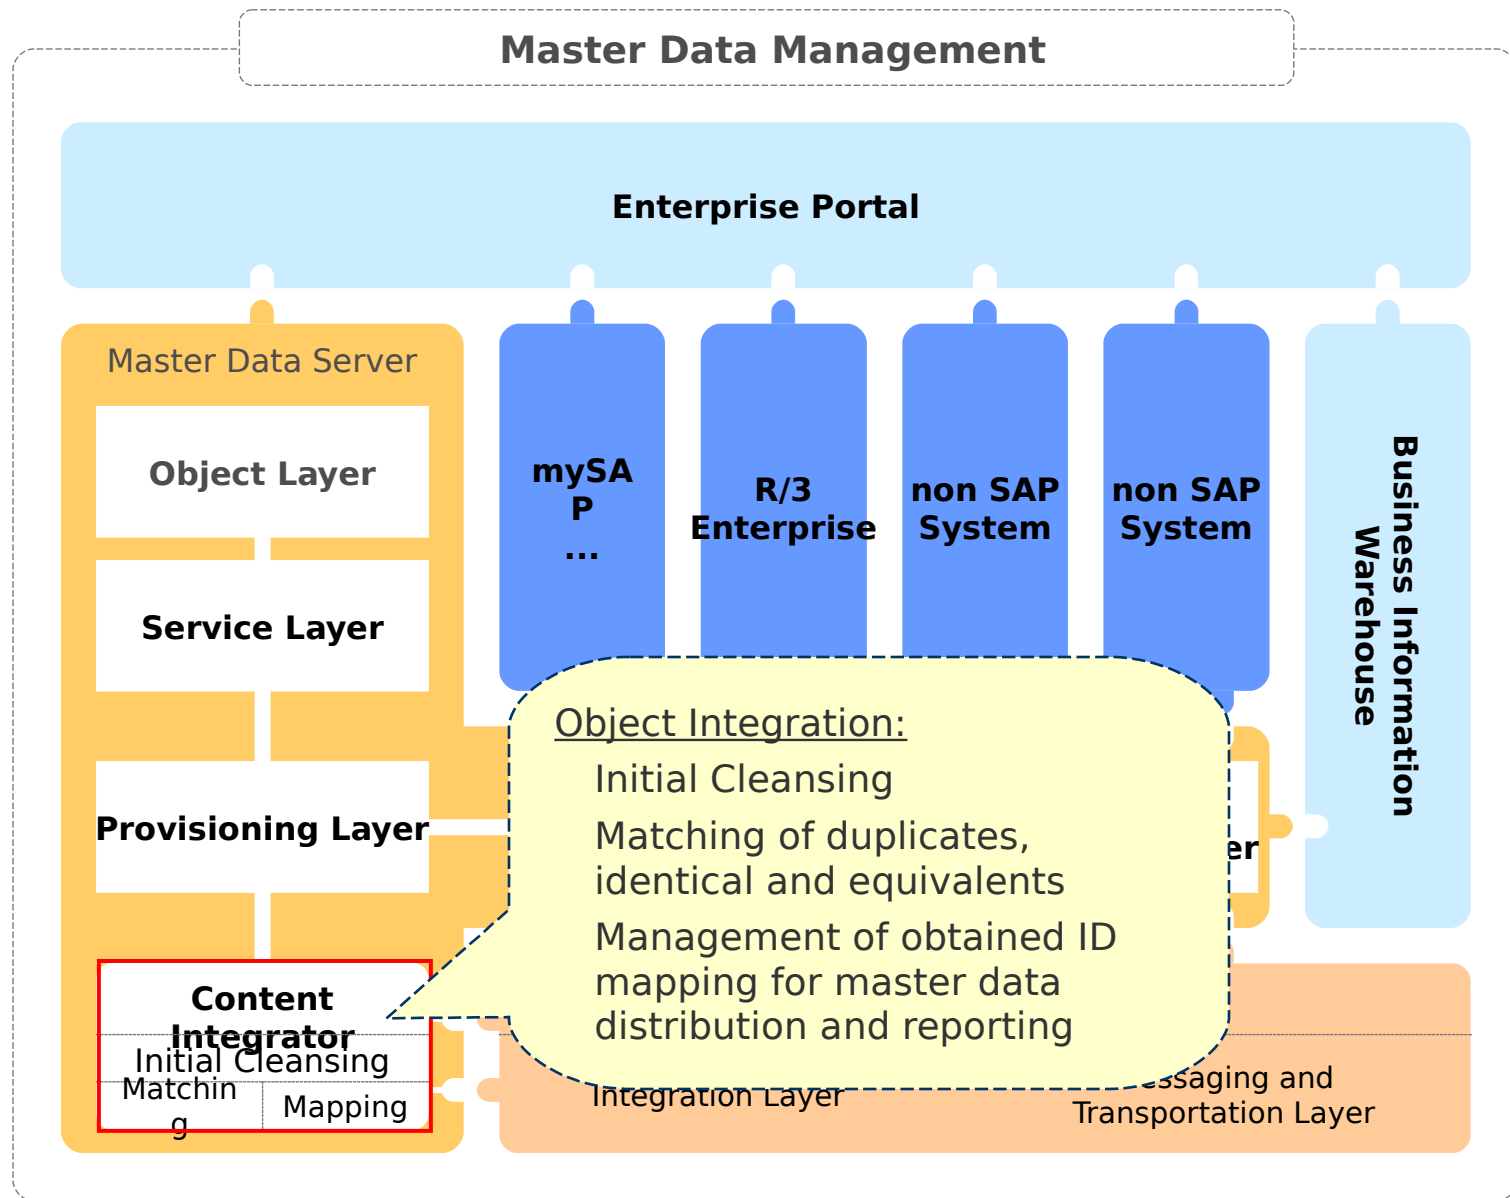 Master Data Management
Enterprise Portal
Master Data Server
Object Layer
Service Layer
Provisioning Layer
Content
Integrator
Initial Cleansing
Matchin
g
Mapping
mySA
P
...
R/3
Enterprise
non SAP
System
non SAP
System
Business Information
Warehouse
Object Integration:
Initial Cleansing
Matching of duplicates,
identical and equivalents
Management of obtained ID
mapping for master data
distribution and reporting
er
Integration Layer
ssaging and
Transportation Layer